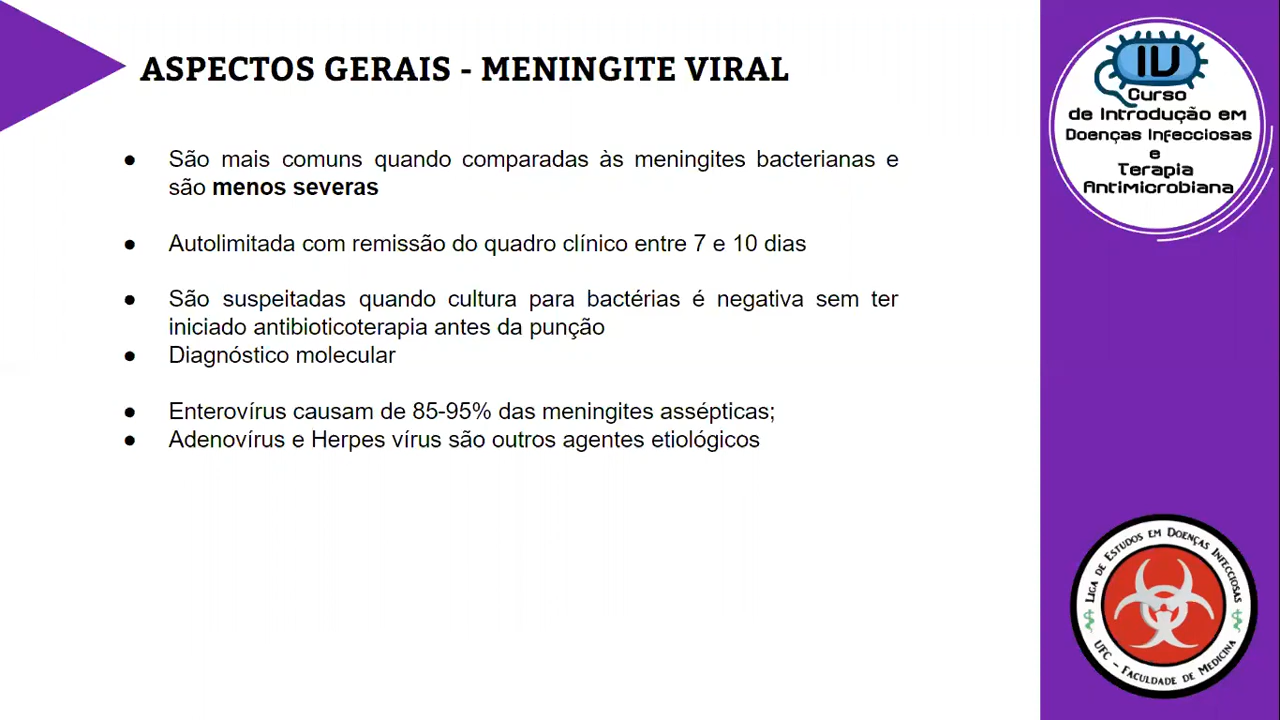 ASPECTOS GERAIS - MENINGITE VIRAL
● São mais comuns quando comparadas às meningites bacterianas e
são menos severas
● Autolimitada com remissão do quadro clínico entre 7 e 10 dias
● São suspeitadas quando cultura para bactérias é negativa sem ter
iniciado antibioticoterapia antes da punção
● Diagnóstico molecular
● Enterovírus causam de 85-95% das meningites assépticas;
● Adenovírus e Herpes vírus são outros agentes etiológicos
IV
Curso
de Introdução em
Doenças Infecciosas
e
Terapia
Antimicrobiana
Liga de Estudos em Doenças Infecciosas
UFC - Faculdade de Medicina